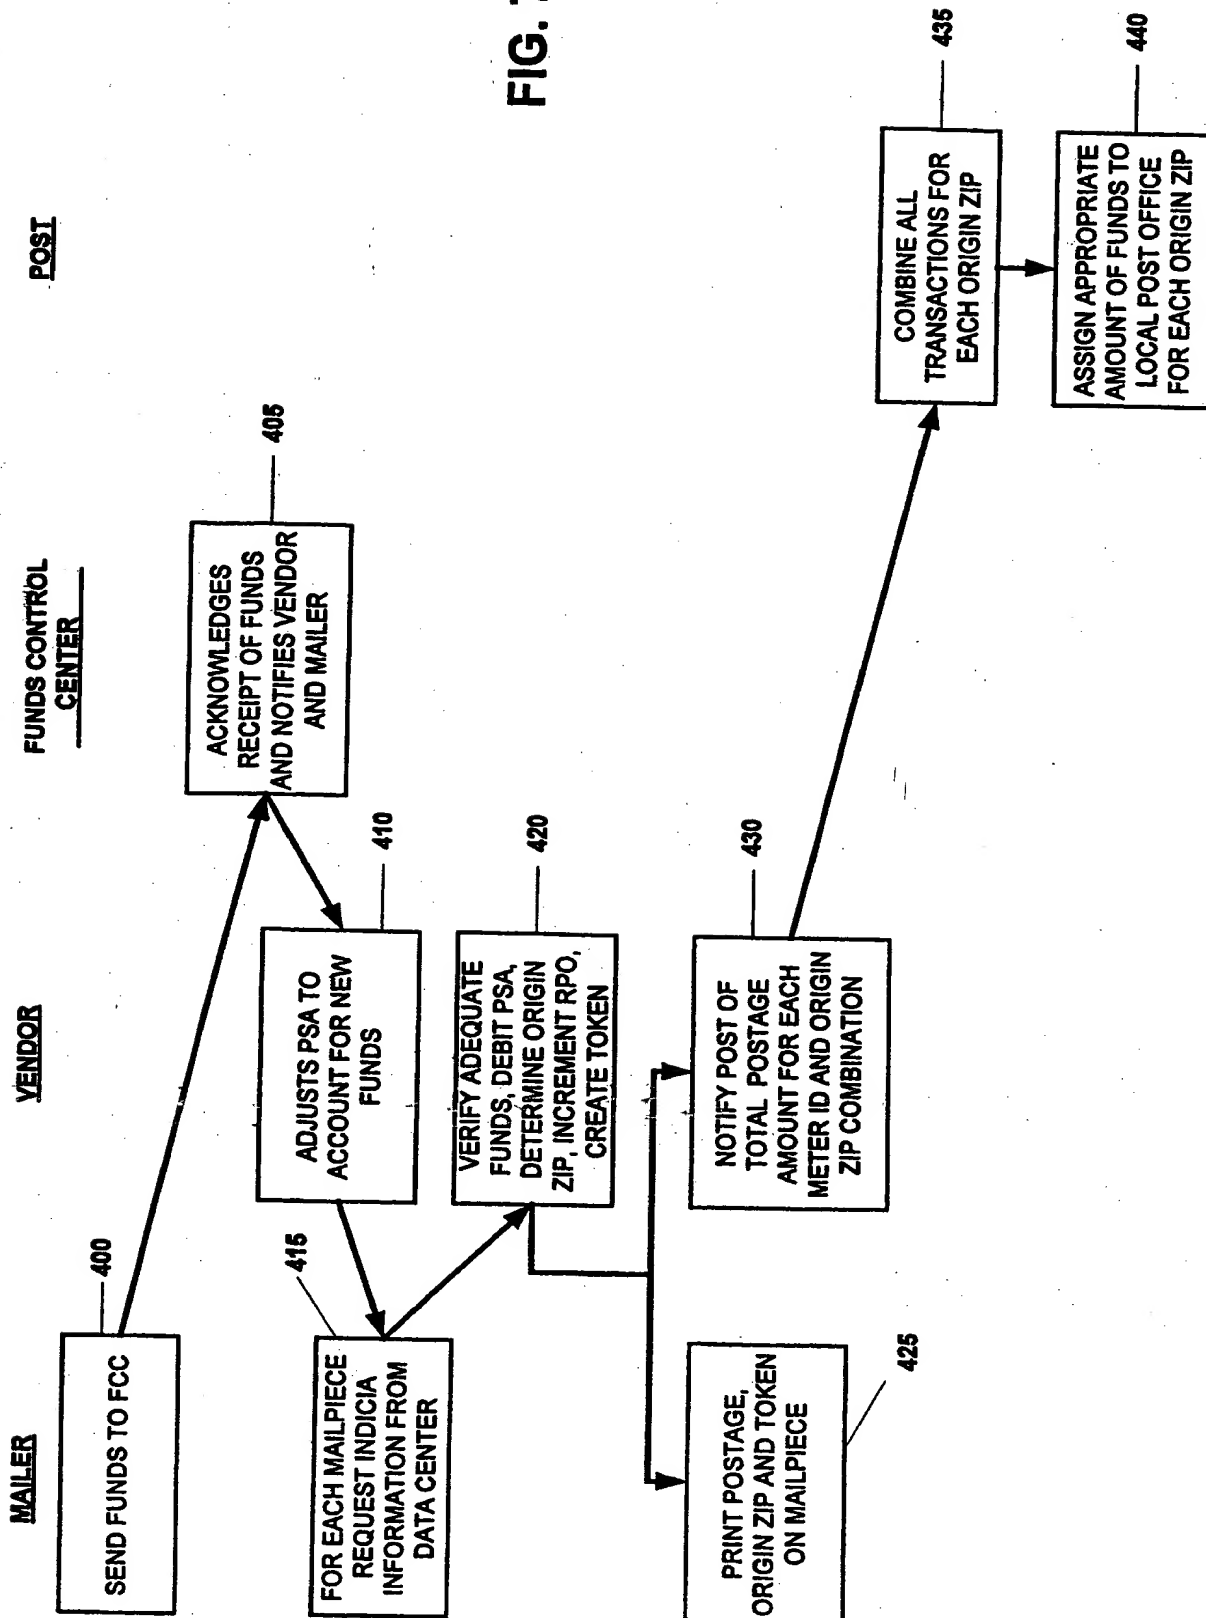 MAILER
VENDOR
FUNDS CONTROL
CENTER
POST
400
SEND FUNDS TO FCC
405
ACKNOWLEDGES
RECEIPT OF FUNDS
AND NOTIFIES VENDOR
AND MAILER
410
ADJUSTS PSA TO
ACCOUNT FOR NEW
FUNDS
415
FOR EACH MAILPIECE
REQUEST INDICIA
INFORMATION FROM
DATA CENTER
420
VERIFY ADEQUATE
FUNDS, DEBIT PSA,
DETERMINE ORIGIN
ZIP, INCREMENT RPO,
CREATE TOKEN
PRINT POSTAGE,
ORIGIN ZIP AND TOKEN
ON MAILPIECE
425
430
NOTIFY POST OF
TOTAL POSTAGE
AMOUNT FOR EACH
METER ID AND ORIGIN
ZIP COMBINATION
435
COMBINE ALL
TRANSACTIONS FOR
EACH ORIGIN ZIP
440
ASSIGN APPROPRIATE
AMOUNT OF FUNDS TO
LOCAL POST OFFICE
FOR EACH ORIGIN ZIP
FIG.